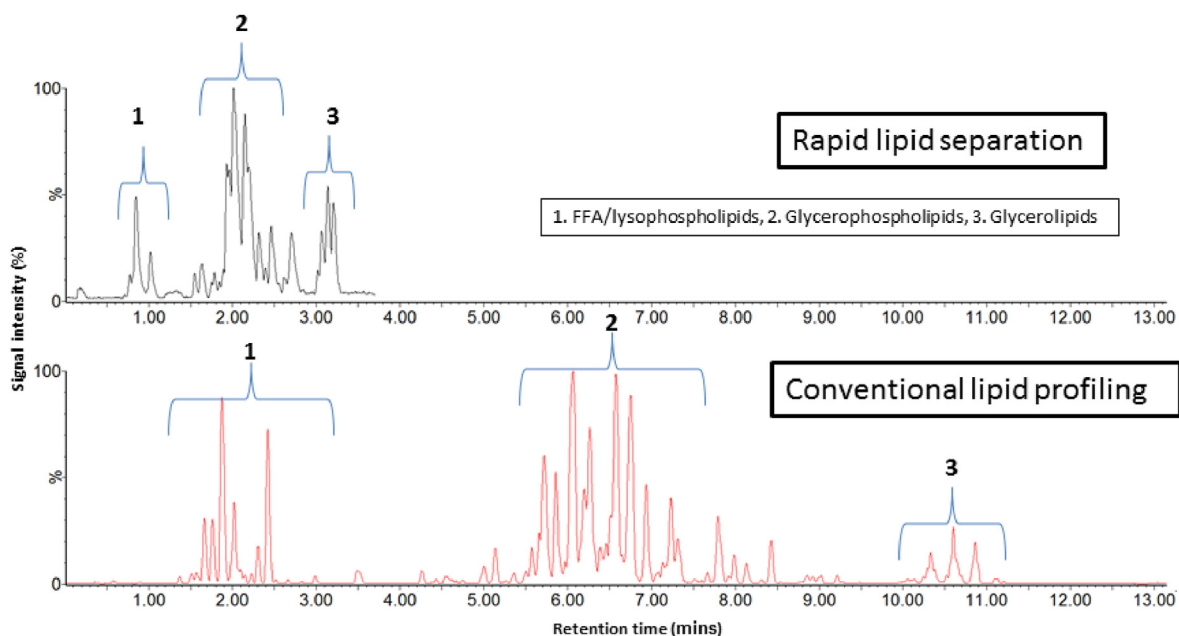 2
100
1
3
Rapid lipid separation
%
1. FFA/lysophospholipids, 2. Glycerophospholipids, 3. Glycerolipids
0
1.00 2.00 3.00 4.00 5.00 6.00 7.00 8.00 9.00 10.00 11.00 12.00 13.00
Signal intensity (%)
2
1
100
Conventional lipid profiling
%
3
0
1.00 2.00 3.00 4.00 5.00 6.00 7.00 8.00 9.00 10.00 11.00 12.00 13.00
Retention time (mins)